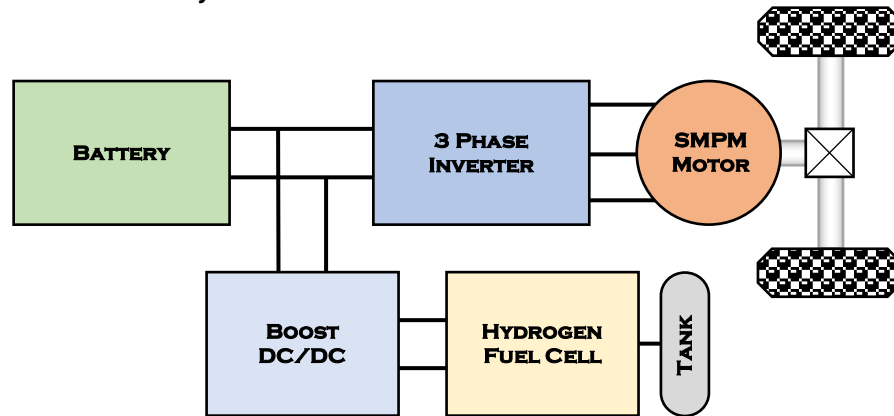 BATTERY
3 PHASE
INVERTER
SMPM
MOTOR
BOOST
DC/DC
HYDROGEN
FUEL CELL
TANK